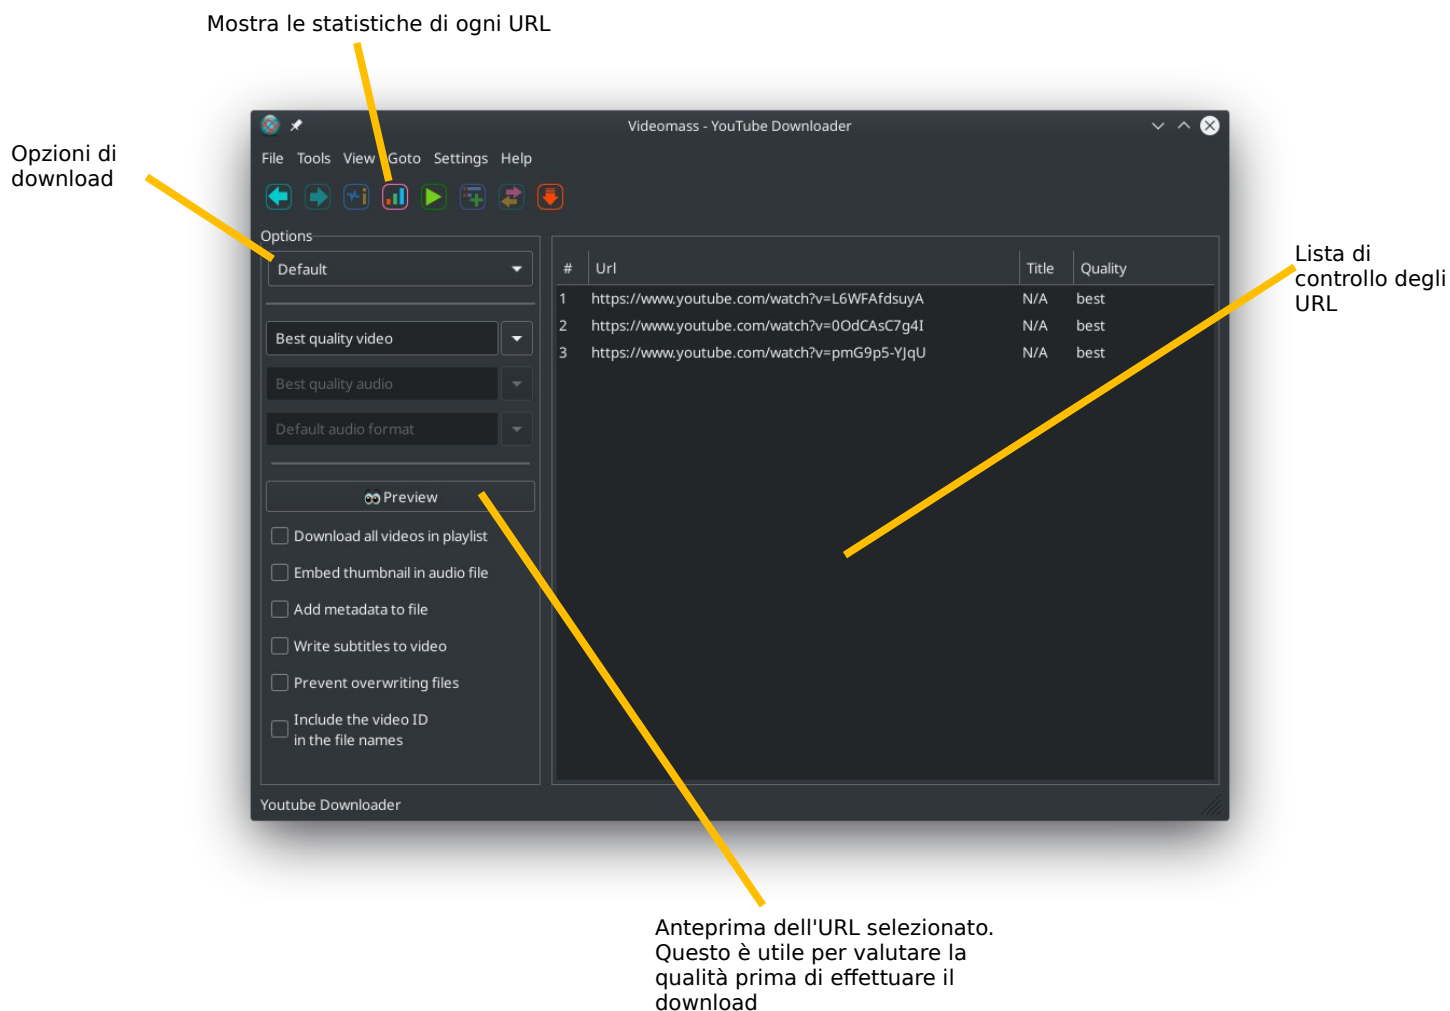 Mostra le statistiche di ogni URL
Videomass - YouTube Downloader
Opzioni di
download
File Tools View Goto Settings Help
Options
Default
Best quality video
Best quality audio
Default audio format
Preview
Download all videos in playlist
Embed thumbnail in audio file
Add metadata to file
Write subtitles to video
Prevent overwriting files
Include the video ID
in the file names
# Url Title Quality
1 https://www.youtube.com/watch?v=L6WFAfdsuyA N/A best
2 https://www.youtube.com/watch?v=0OdCAsC7g4I N/A best
3 https://www.youtube.com/watch?v=pmG9p5-YJqU N/A best
Lista di
controllo degli
URL
Youtube Downloader
Anteprima dell'URL selezionato.
Questo è utile per valutare la
qualità prima di effettuare il
download